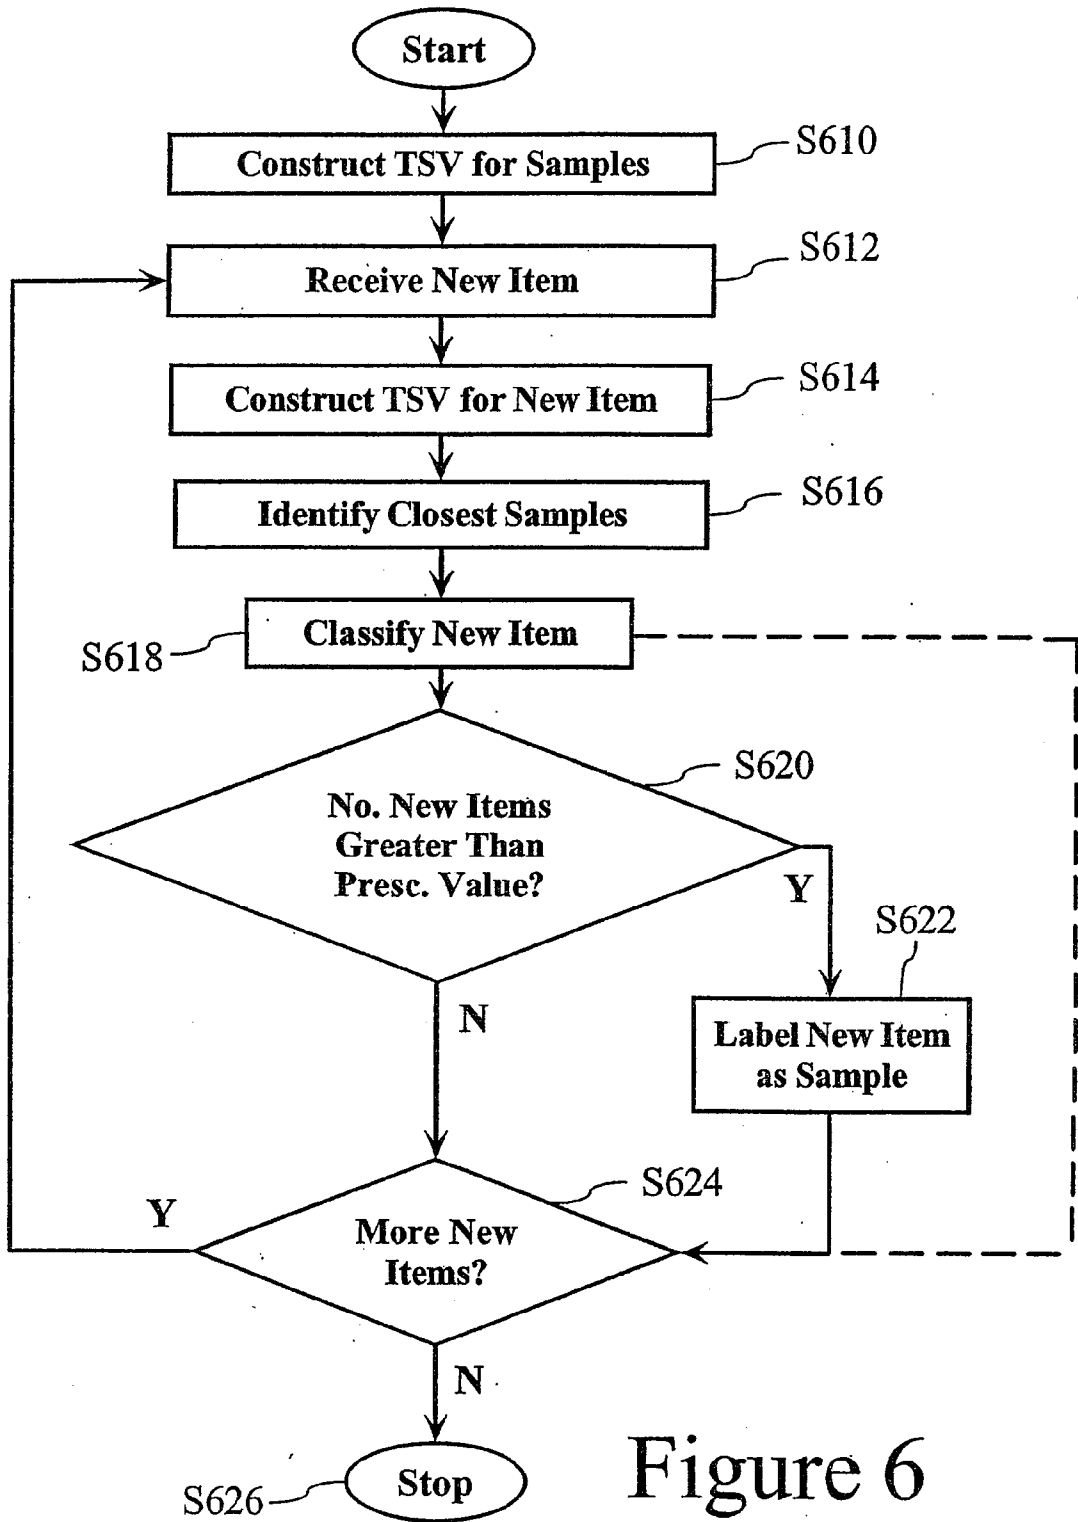 Start
S610
Construct TSV for Samples
S612
Receive New Item
S614
Construct TSV for New Item
S616
Identify Closest Samples
Classify New Item
S618
S620
No. New Items
Greater Than
Presc. Value?
Y
S622
N
Label New Item
as Sample
S624
Y
More New
Items?
N
Stop
S626
Figure 6